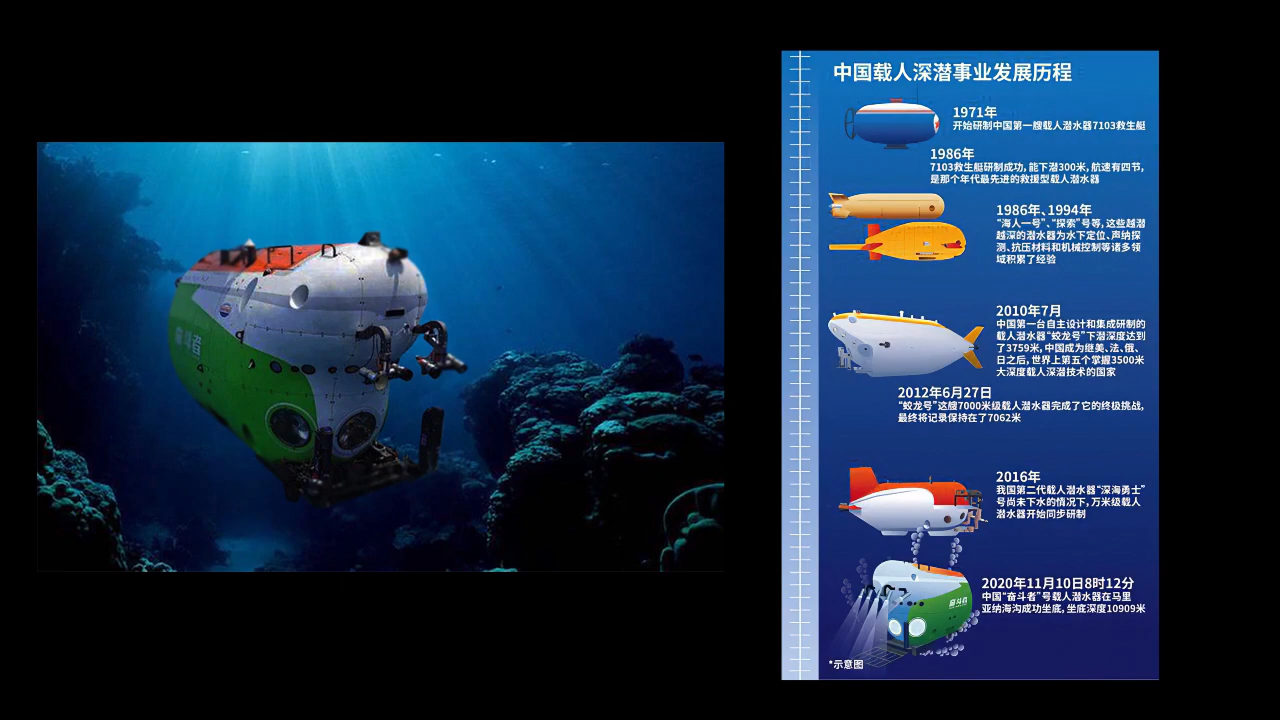 中国载人深潜事业发展历程
1971年
开始研制中国第一艘载人潜水器7103救生艇
1986年
7103救生艇研制成功，能下潜300米，航速有四节，
是那个年代最先进的救援型载人潜水器
1986年、1994年
“海人一号”、“探索”号等，这些越潜
越深的潜水器为水下定位、声纳探
测、抗压材料和机械控制等诸多领
域积累了经验
2010年7月
中国第一台自主设计和集成研制的
载人潜水器“蛟龙号”下潜深度达到
了3759米，中国成为继美、法、俄、
日之后，世界上第五个掌握3500米
大深度载人深潜技术的国家
2012年6月27日
“蛟龙号”这艘7000米级载人潜水器完成了它的终极挑战，
最终将记录保持在了7062米
2016年
我国第二代载人潜水器“深海勇士”
号尚未下水的情况下，万米级载人
潜水器开始同步研制
2020年11月10日8时12分
中国“奋斗者”号载人潜水器在马里
亚纳海沟成功坐底，坐底深度10909米
奋斗者
*示意图